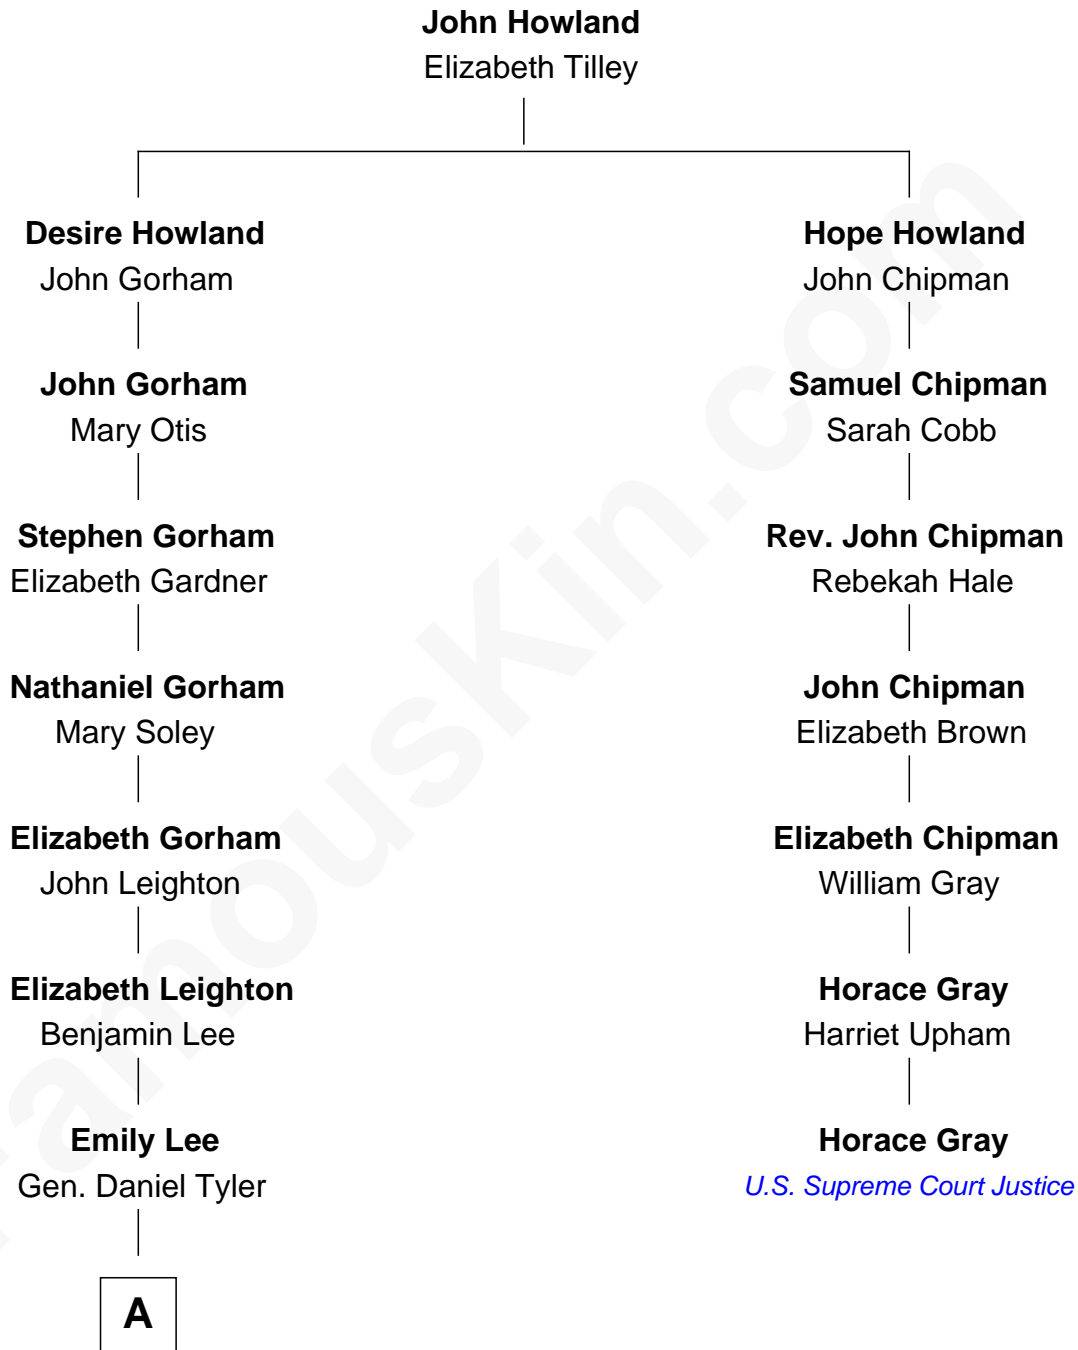 John Howland
Elizabeth Tilley
Desire Howland
John Gorham
Hope Howland
John Chipman
John Gorham
Mary Otis
Samuel Chipman
Sarah Cobb
Stephen Gorham
Elizabeth Gardner
Rev. John Chipman
Rebekah Hale
Nathaniel Gorham
Mary Soley
John Chipman
Elizabeth Brown
Elizabeth Gorham
John Leighton
Elizabeth Chipman
William Gray
Elizabeth Leighton
Benjamin Lee
Horace Gray
Harriet Upham
Emily Lee
Gen. Daniel Tyler
Horace Gray
U.S. Supreme Court Justice
A
FamousKin.com